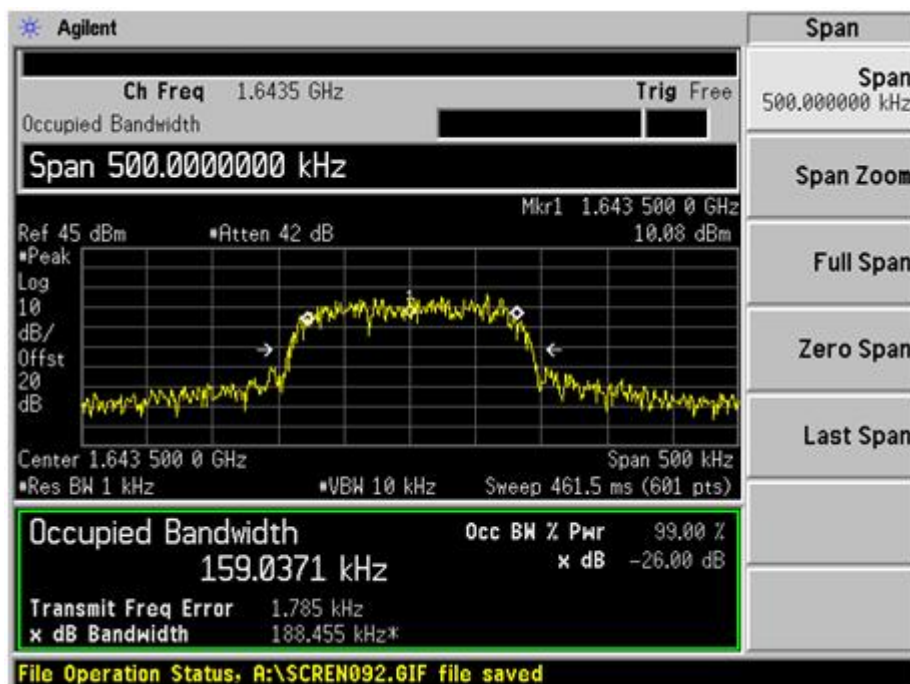 Agilent
Span
Ch Freq 1.6435 GHz
Trig Free
Occupied Bandwidth
Span 500.0000000 kHz
Mkr1 1.643 500 0 GHz
Ref 45 dBm
*Atten 42 dB
10.08 dBm
*Peak
Log
10
dB/
Offst
20
dB
1
Center 1.643 500 0 GHz
Span 500 kHz
*Res BW 1 kHz
*VBW 10 kHz
Sweep 461.5 ms (601 pts)
Occupied Bandwidth
159.0371 kHz
Occ BW % Pwr 99.00 %
x dB -26.00 dB
Transmit Freq Error 1.785 kHz
x dB Bandwidth 188.455 kHz*
File Operation Status, A:\SCREN092.GIF file saved
Span
500.000000 kHz
Span Zoom
Full Span
Zero Span
Last Span